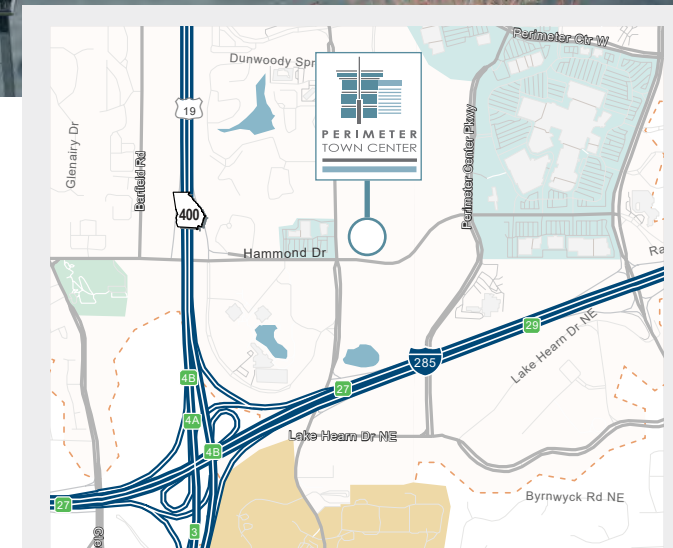 Perimeter Ctr W
Dunwoody Spr
19
PERIMETER
TOWN CENTER
Glenairy Dr
Barfield Rd
Perimeter Center Pkwy
400
Hammond Dr
Ra
29
Lake Hearn Dr NE
285
4B
27
4A
Lake Hearn Dr NE
4B
Byrnwyck Rd NE
27
3